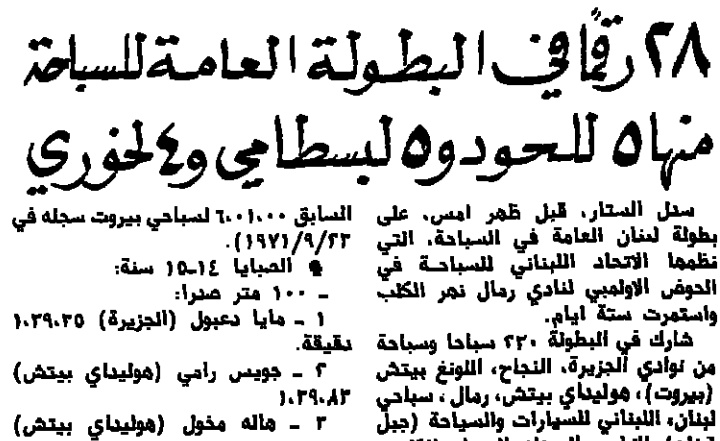 ٢٨ رقمًا في البطولة العامة للسباحة
منها ٥ للحود و٥ لبسطامي و٤ لخوري
سدل الستار، قبل ظهر امس، على
بطولة لبنان العامة في السباحة، التي
نظمها الاتحاد اللبناني للسباحة في
الحوض الاولمبي لنادي رمال نهر الكلب
واستمرت ستة ايام.
شارك في البطولة ٢٢٠ سباحا وسباحة
من نوادي الجزيرة، النجاح، اللونغ بيتش
(بيروت)، هوليداي بيتش، رمال، سباحي
لبنان، اللبناني للسيارات والسياحة (جبل
السابق ٦،٠١،٠٠ لسباحي بيروت سجله في
٢٣/٩/١٩٧١).
● الصبايا ١٤-١٥ سنة:
- ١٠٠ متر صدرا:
١ - مايا دعبول (الجزيرة) ١،٣٩،٣٥
دقيقة.
٢ - جويس رامي (هوليداي بيتش)
١،٣٩،٨٣
٣ - هاله مخول (هوليداي بيتش)